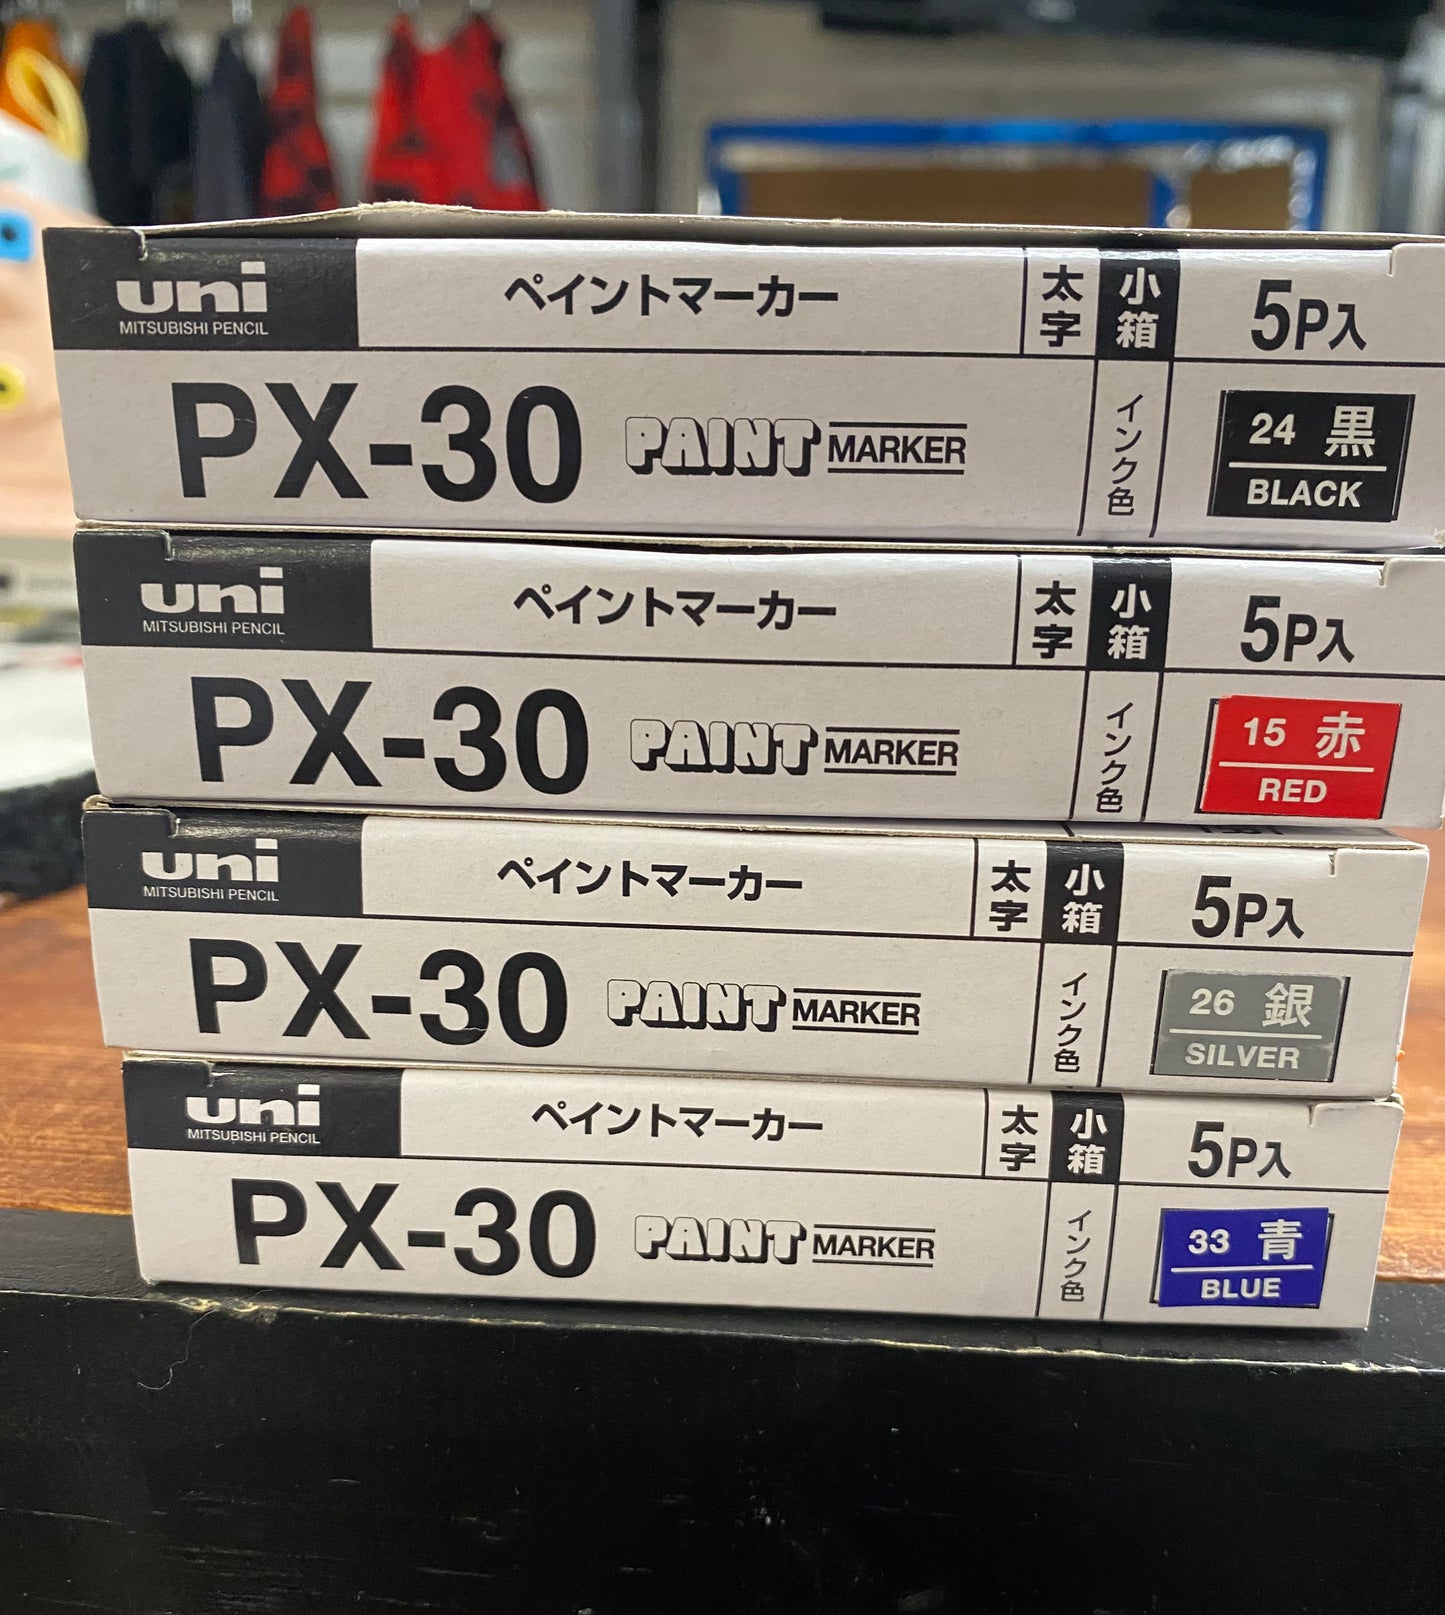 uni
MITSUBISHI PENCIL
ペイントマーカー
太字
小箱
5P入
PX-30 PAINT MARKER
インク色
24 黒
BLACK
uni
MITSUBISHI PENCIL
ペイントマーカー
太字
小箱
5P入
PX-30 PAINT MARKER
インク色
15 赤
RED
uni
MITSUBISHI PENCIL
ペイントマーカー
太字
小箱
5P入
PX-30 PAINT MARKER
インク色
26 銀
SILVER
uni
MITSUBISHI PENCIL
ペイントマーカー
太字
小箱
5P入
PX-30 PAINT MARKER
インク色
33 青
BLUE